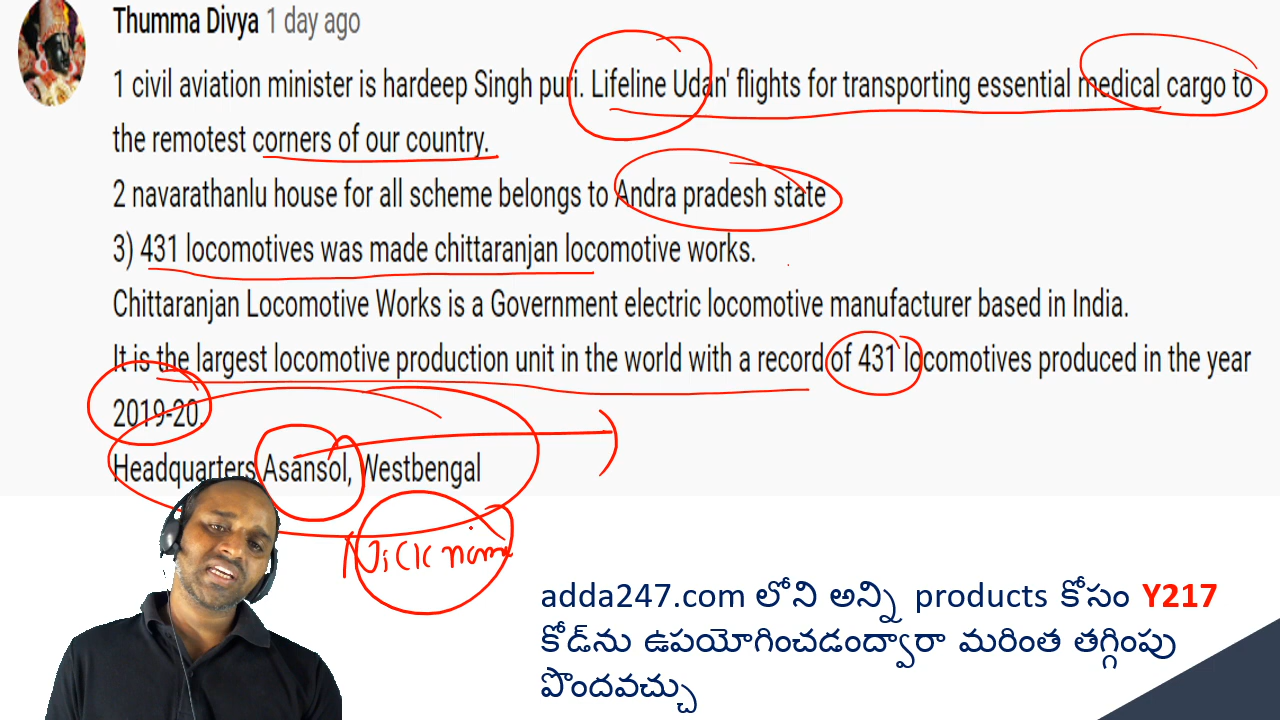 Thumma Divya 1 day ago
1 civil aviation minister is hardeep Singh puri. Lifeline Udan' flights for transporting essential medical cargo to
the remotest corners of our country.
2 navarathanlu house for all scheme belongs to Andra pradesh state
3) 431 locomotives was made chittaranjan locomotive works.
Chittaranjan Locomotive Works is a Government electric locomotive manufacturer based in India.
It is the largest locomotive production unit in the world with a record of 431 locomotives produced in the year
2019-20.
Headquarters Asansol, Westbengal
Nick name
adda247.com లోని అన్ని products కోసం Y217
కోడ్‌ను ఉపయోగించడంద్వారా మరింత తగ్గింపు
పొందవచ్చు